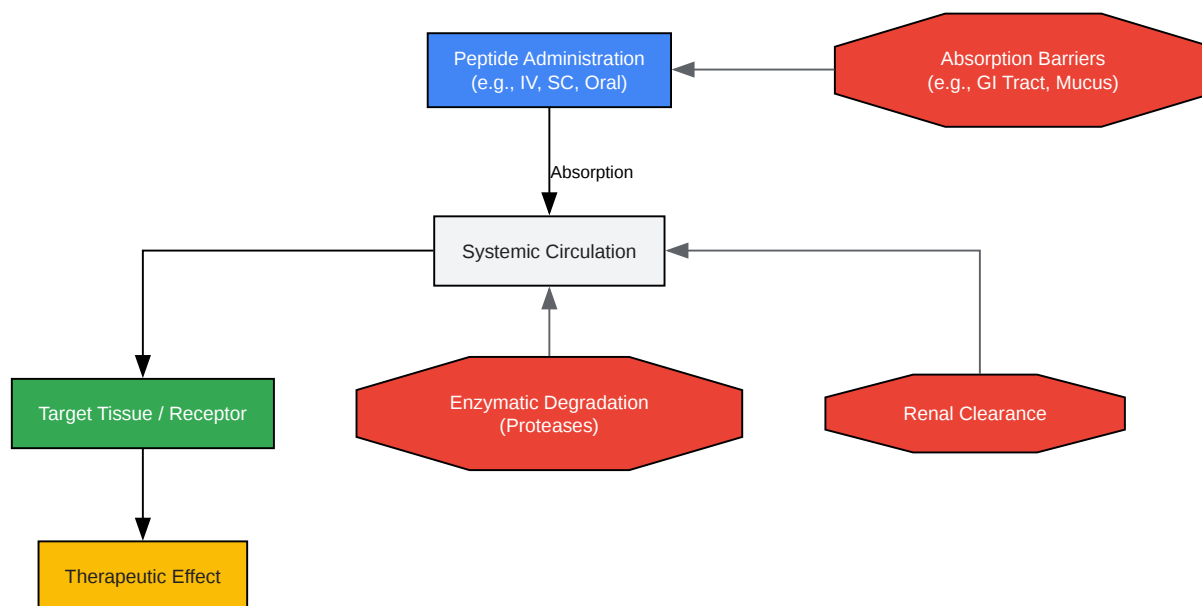 Peptide Administration
(e.g., IV, SC, Oral)
Absorption Barriers
(e.g., GI Tract, Mucus)
Absorption
Systemic Circulation
Target Tissue / Receptor
Enzymatic Degradation
(Proteases)
Renal Clearance
Therapeutic Effect